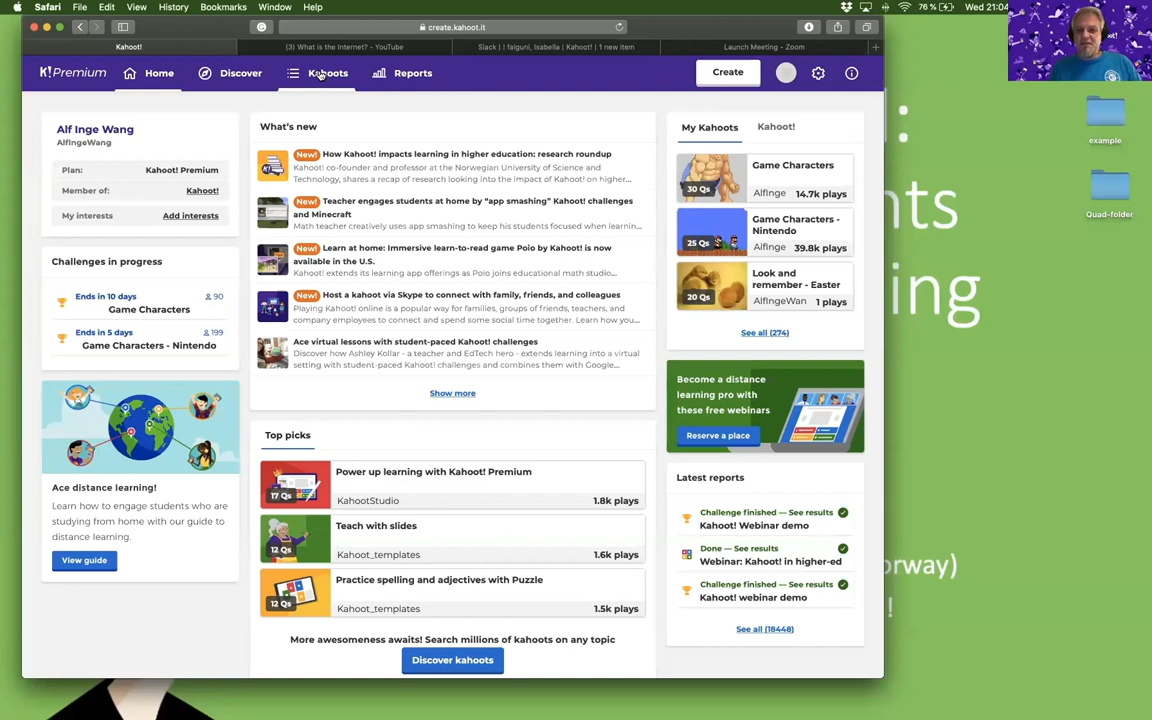 Safari File Edit View History Bookmarks Window Help 76 % Wed 21:04
create.kahoot.it
Kahoot! (3) What is the Internet? - YouTube Slack | ! falguni, Isabella | Kahoot! | 1 new item Launch Meeting - Zoom
K!Premium Home Discover Kahoots Reports Create
Alf Inge Wang
AlfIngeWang
Plan: Kahoot! Premium
Member of: Kahoot!
My interests Add interests
Challenges in progress
Ends in 10 days 90
Game Characters
Ends in 5 days 199
Game Characters - Nintendo
Ace distance learning!
Learn how to engage students who are
studying from home with our guide to
distance learning.
View guide
What's new
New! How Kahoot! impacts learning in higher education: research roundup
Kahoot! co-founder and professor at the Norwegian University of Science and
Technology, shares a recap of research looking into the impact of Kahoot! on higher...
New! Teacher engages students at home by "app smashing" Kahoot! challenges
and Minecraft
Math teacher creatively uses app smashing to keep his students focused when learnin...
New! Learn at home: Immersive learn-to-read game Poio by Kahoot! is now
available in the U.S.
Kahoot! extends its learning app offerings as Poio joins educational math studio...
New! Host a kahoot via Skype to connect with family, friends, and colleagues
Playing Kahoot! online is a popular way for families, groups of friends, teachers, and
company employees to connect and spend some social time together. Learn how you...
Ace virtual lessons with student-paced Kahoot! challenges
Discover how Ashley Kollar - a teacher and EdTech hero - extends learning into a virtual
setting with student-paced Kahoot! challenges and combines them with Google...
Show more
Top picks
17 Qs Power up learning with Kahoot! Premium
KahootStudio 1.8k plays
12 Qs Teach with slides
Kahoot_templates 1.6k plays
12 Qs Practice spelling and adjectives with Puzzle
Kahoot_templates 1.5k plays
More awesomeness awaits! Search millions of kahoots on any topic
Discover kahoots
My Kahoots Kahoot!
30 Qs Game Characters
AlfInge 14.7k plays
25 Qs Game Characters -
Nintendo
AlfInge 39.8k plays
20 Qs Look and
remember - Easter
AlfIngeWan 1 plays
See all (274)
Become a distance
learning pro with
these free webinars
Reserve a place
Latest reports
Challenge finished — See results
Kahoot! Webinar demo
Done — See results
Webinar: Kahoot! in higher-ed
Challenge finished — See results
Kahoot! webinar demo
See all (18448)
example
Quad-folder
:
nts
ing
orway)
!